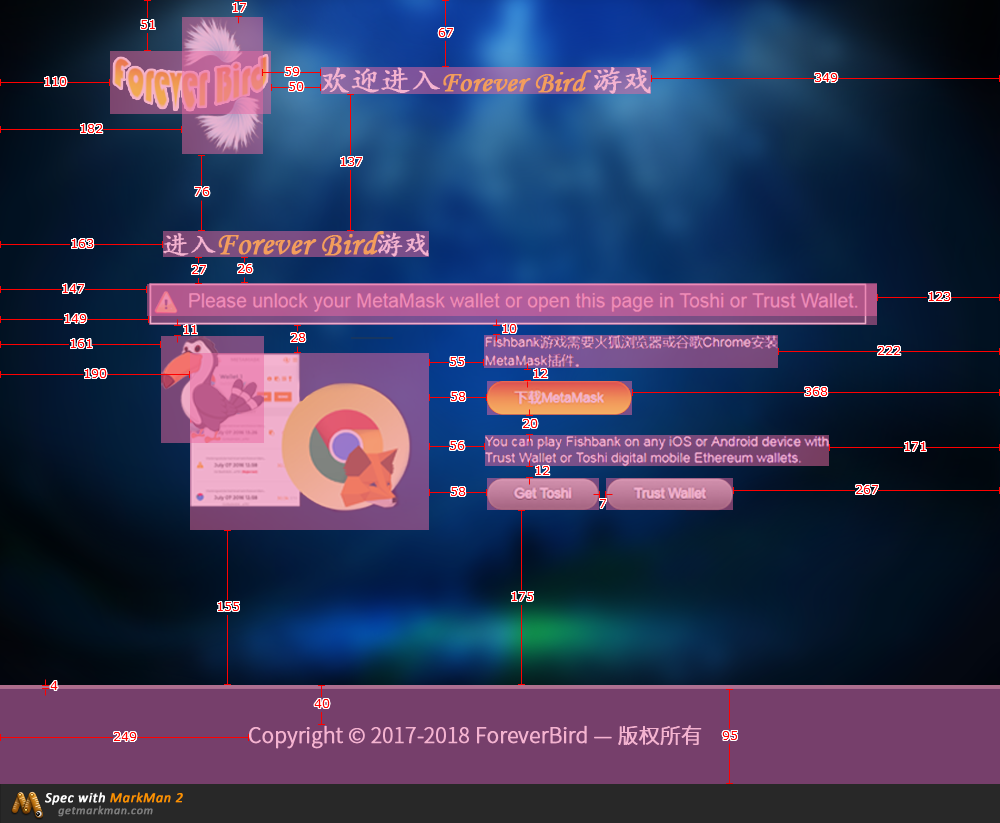 17
51
67
Forever Bird
欢迎进入Forever Bird 游戏
59
50
110
349
182
137
76
进入Forever Bird游戏
163
27
26
147
Please unlock your MetaMask wallet or open this page in Toshi or Trust Wallet.
123
149
11
28
10
161
Fishbank游戏需要火狐浏览器或谷歌Chrome安装
MetaMask插件。
222
55
190
12
58
下载MetaMask
368
20
56
You can play Fishbank on any iOS or Android device with
Trust Wallet or Toshi digital mobile Ethereum wallets.
171
July 07 2018 13.08
12
58
Get Toshi
7
Trust Wallet
267
155
175
4
40
249
Copyright © 2017-2018 ForeverBird — 版权所有
95
Spec with MarkMan 2
getmarkman.com